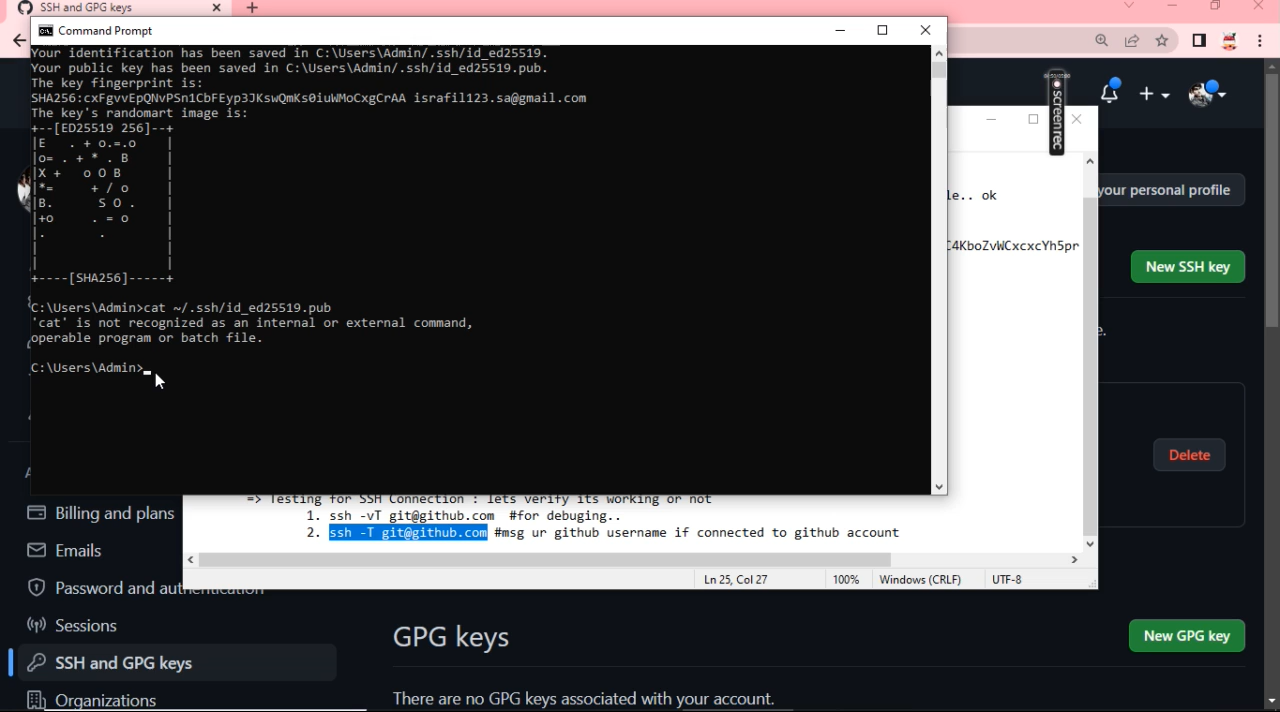 SSH and GPG keys
Command Prompt
Your identification has been saved in C:\Users\Admin/.ssh/id_ed25519.
Your public key has been saved in C:\Users\Admin/.ssh/id_ed25519.pub.
The key fingerprint is:
SHA256:cxFgvvEpQNvPSn1CbFEyp3JKswQmKs0iuWMoCxgCrAA israfil123.sa@gmail.com
The key's randomart image is:
+--[ED25519 256]--+
|E   . + o.=.o    |
|o= . + * . B     |
|X +   o O B      |
|*=     + / o     |
|B.      S O .    |
|+o     . = o     |
|.       .        |
|                 |
|                 |
+----[SHA256]-----+
C:\Users\Admin>cat ~/.ssh/id_ed25519.pub
'cat' is not recognized as an internal or external command,
operable program or batch file.
C:\Users\Admin>
screenrec
le.. ok
your personal profile
C4KboZvWCxcxcYh5pr
New SSH key
e.
Delete
=> Testing for SSH Connection : lets verify its working or not
1. ssh -vT git@github.com  #for debuging..
2. ssh -T git@github.com #msg ur github username if connected to github account
Ln 25, Col 27
100%
Windows (CRLF)
UTF-8
Billing and plans
Emails
Password and authentication
Sessions
SSH and GPG keys
Organizations
GPG keys
New GPG key
There are no GPG keys associated with your account.